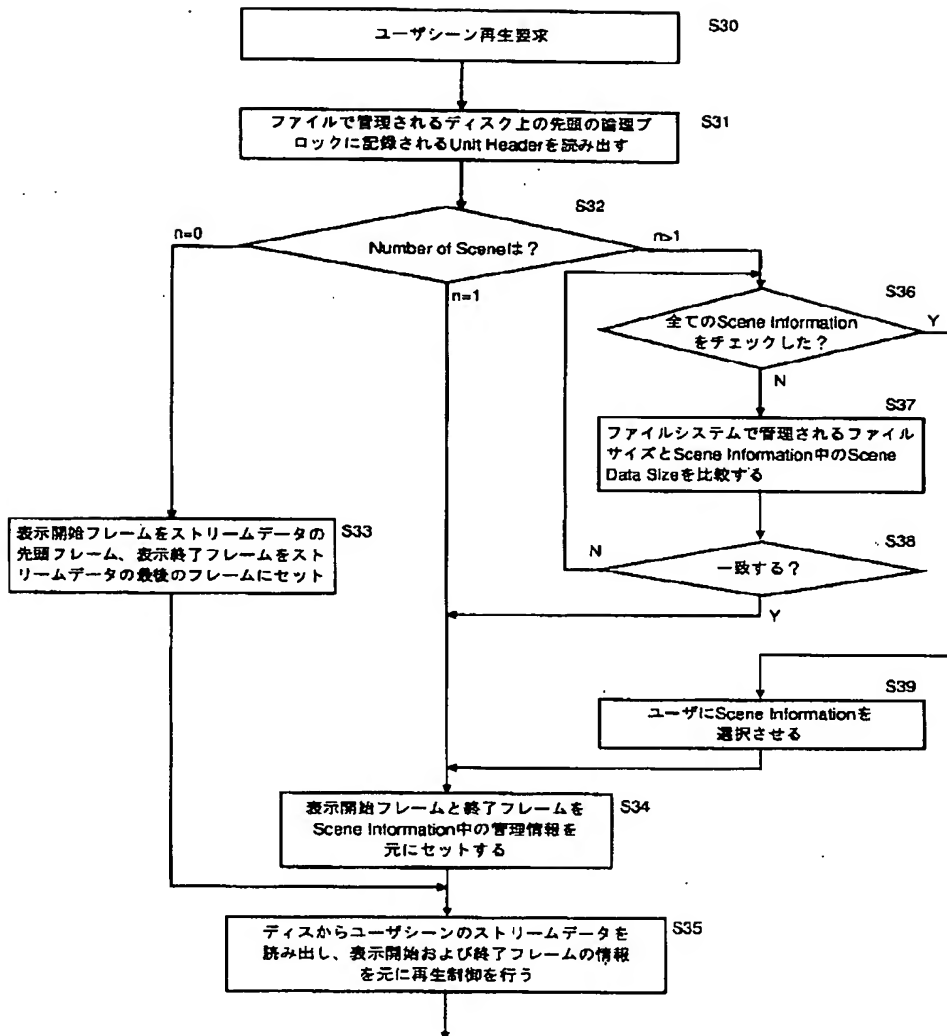 ユーザシーン再生要求
S30
ファイルで管理されるディスク上の先頭の論理ブ
ロックに記録されるUnit Headerを読み出す
S31
S32
n=0
Number of Sceneは?
n>1
n=1
S36
全てのScene Information
をチェックした?
Y
N
S37
ファイルシステムで管理されるファイル
サイズとScene Information中のScene
Data Sizeを比較する
S33
表示開始フレームをストリームデータの
先頭フレーム、表示終了フレームをスト
リームデータの最後のフレームにセット
S38
N
一致する?
Y
S39
ユーザにScene Informationを
選択させる
表示開始フレームと終了フレームを
Scene Information中の管理情報を
元にセットする
S34
ディスからユーザシーンのストリームデータを
読み出し、表示開始および終了フレームの情報
を元に再生制御を行う
S35